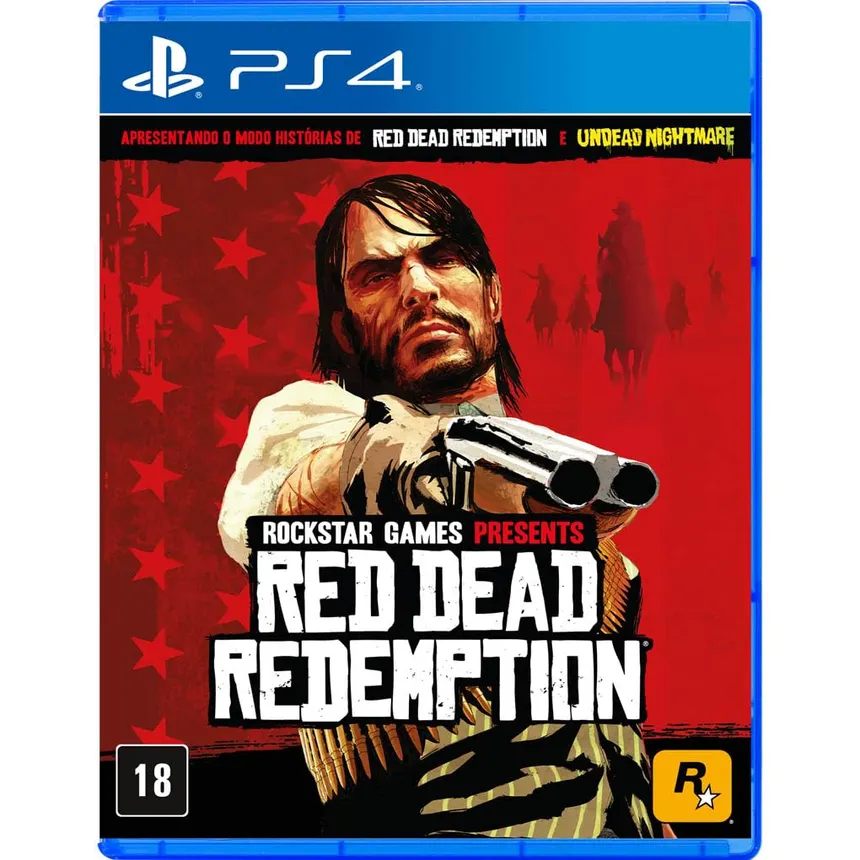 PS4
APRESENTANDO O MODO HISTÓRIAS DE RED DEAD REDEMPTION E UNDEAD NIGHTMARE
ROCKSTAR GAMES PRESENTS
RED DEAD
REDEMPTION
18
R